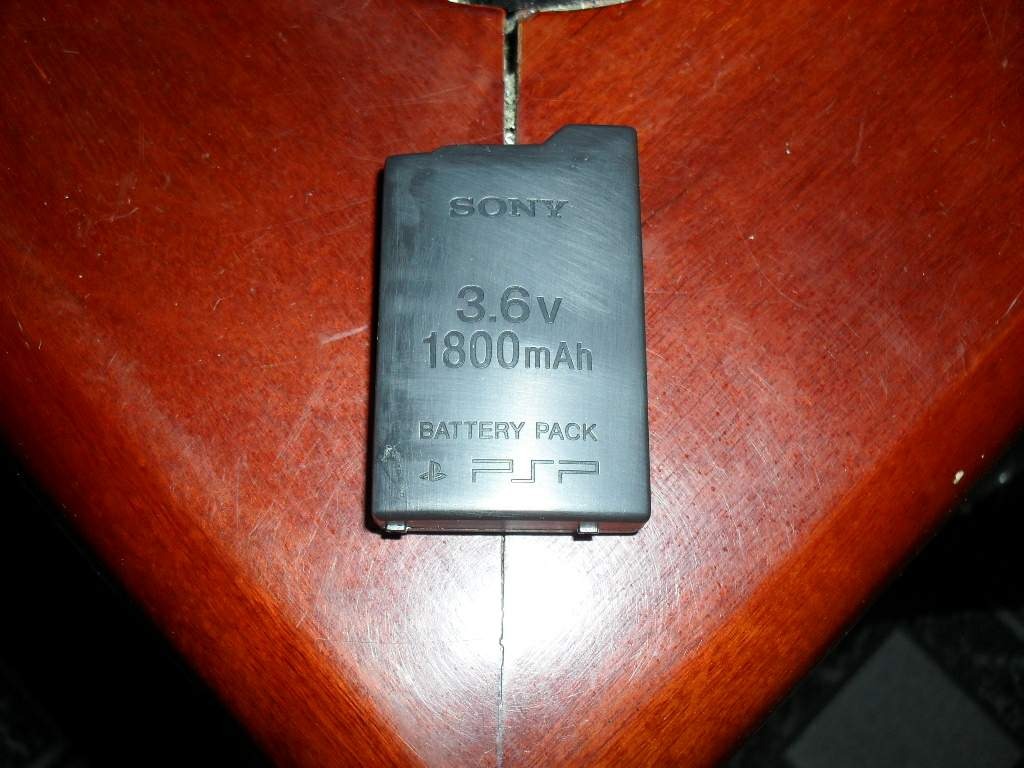 SONY
3.6v
1800mAh
BATTERY PACK
PSP